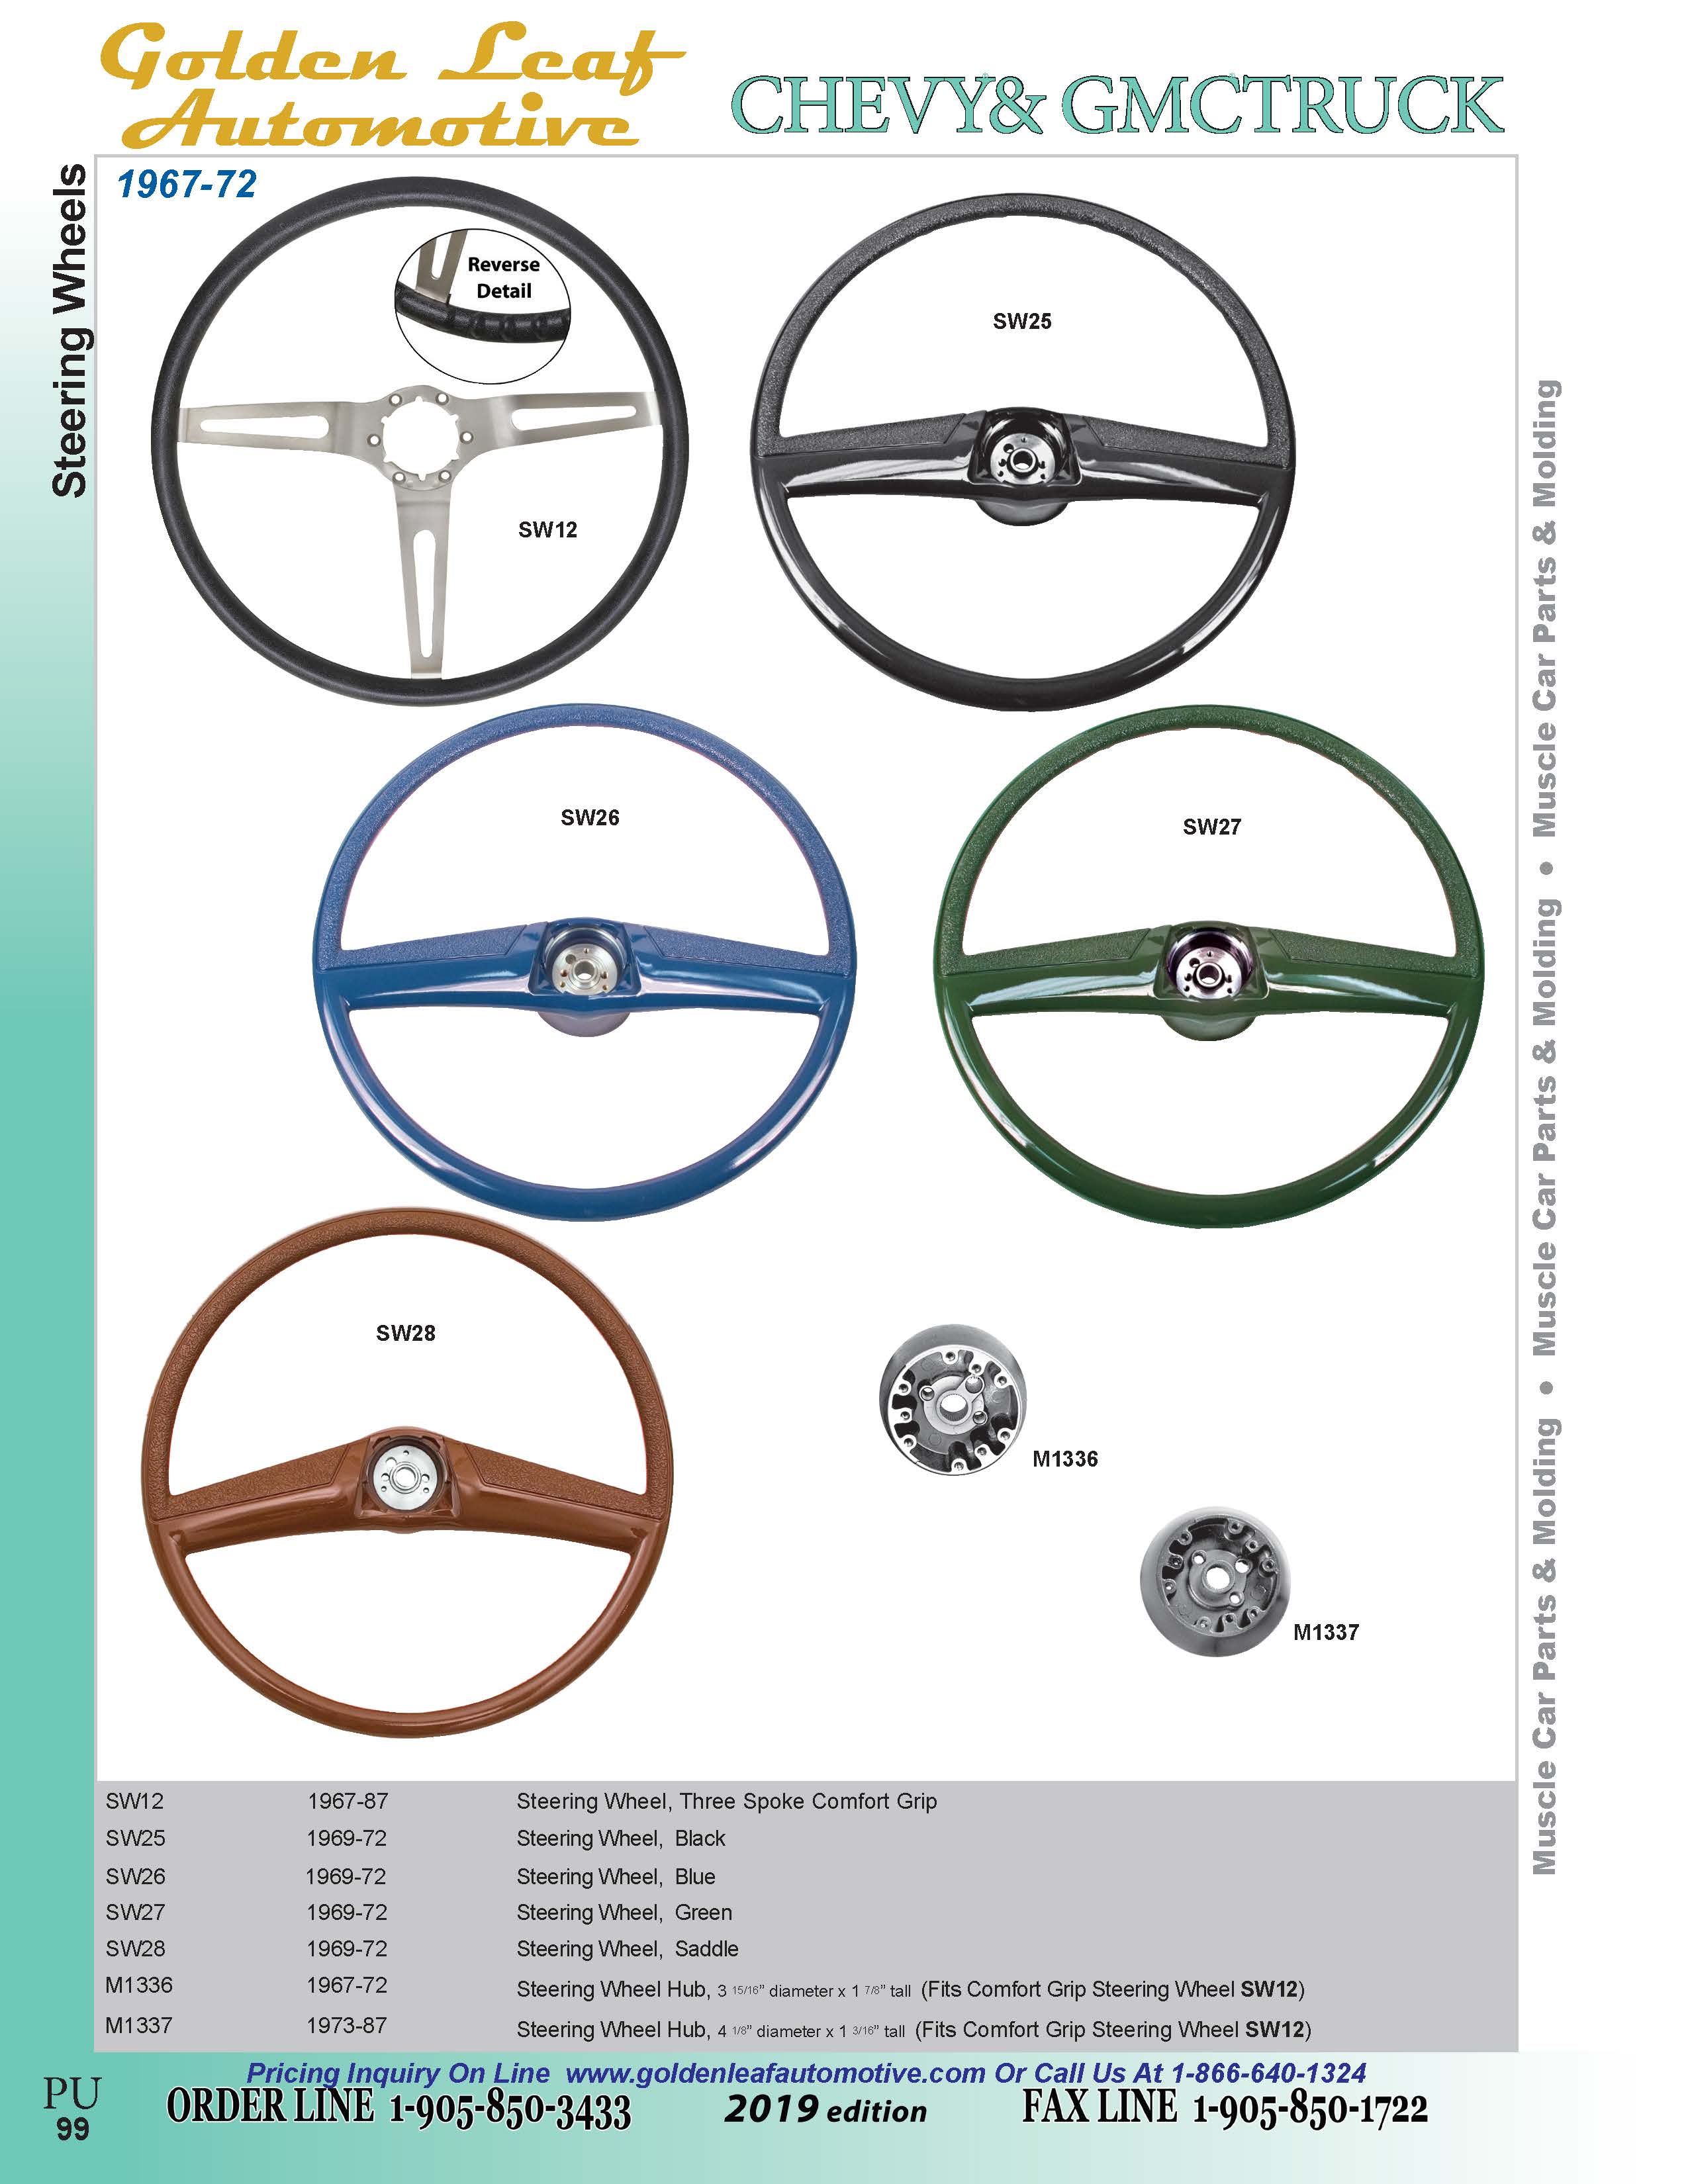 Golden Leaf
Automotive
CHEVY& GMCTRUCK
Steering Wheels
1967-72
Reverse
Detail
SW12
SW25
SW26
SW27
SW28
M1336
M1337
Muscle Car Parts & Molding • Muscle Car Parts & Molding • Muscle Car Parts & Molding
SW12 1967-87 Steering Wheel, Three Spoke Comfort Grip
SW25 1969-72 Steering Wheel, Black
SW26 1969-72 Steering Wheel, Blue
SW27 1969-72 Steering Wheel, Green
SW28 1969-72 Steering Wheel, Saddle
M1336 1967-72 Steering Wheel Hub, 3 15/16” diameter x 1 7/8” tall (Fits Comfort Grip Steering Wheel SW12)
M1337 1973-87 Steering Wheel Hub, 4 1/8” diameter x 1 3/16” tall (Fits Comfort Grip Steering Wheel SW12)
Pricing Inquiry On Line www.goldenleafautomotive.com Or Call Us At 1-866-640-1324
PU
99
ORDER LINE 1-905-850-3433 2019 edition FAX LINE 1-905-850-1722